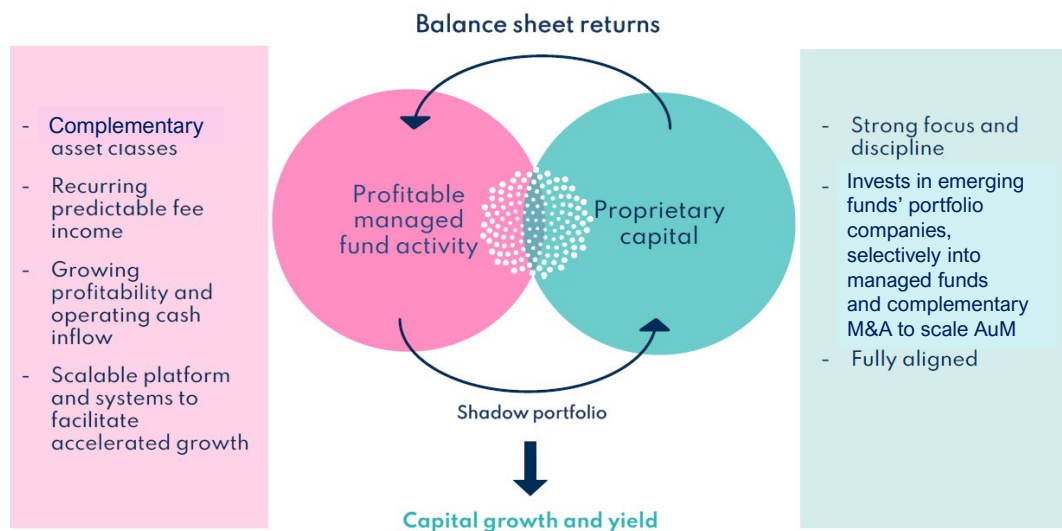 Balance sheet returns
- Complementary
asset classes
- Recurring
predictable fee
income
- Growing
profitability and
operating cash
inflow
- Scalable platform
and systems to
facilitate
accelerated growth
Profitable
managed
fund activity
Proprietary
capital
Shadow portfolio
Capital growth and yield
- Strong focus and
discipline
- Invests in emerging
funds’ portfolio
companies,
selectively into
managed funds
and complementary
M&A to scale AuM
- Fully aligned